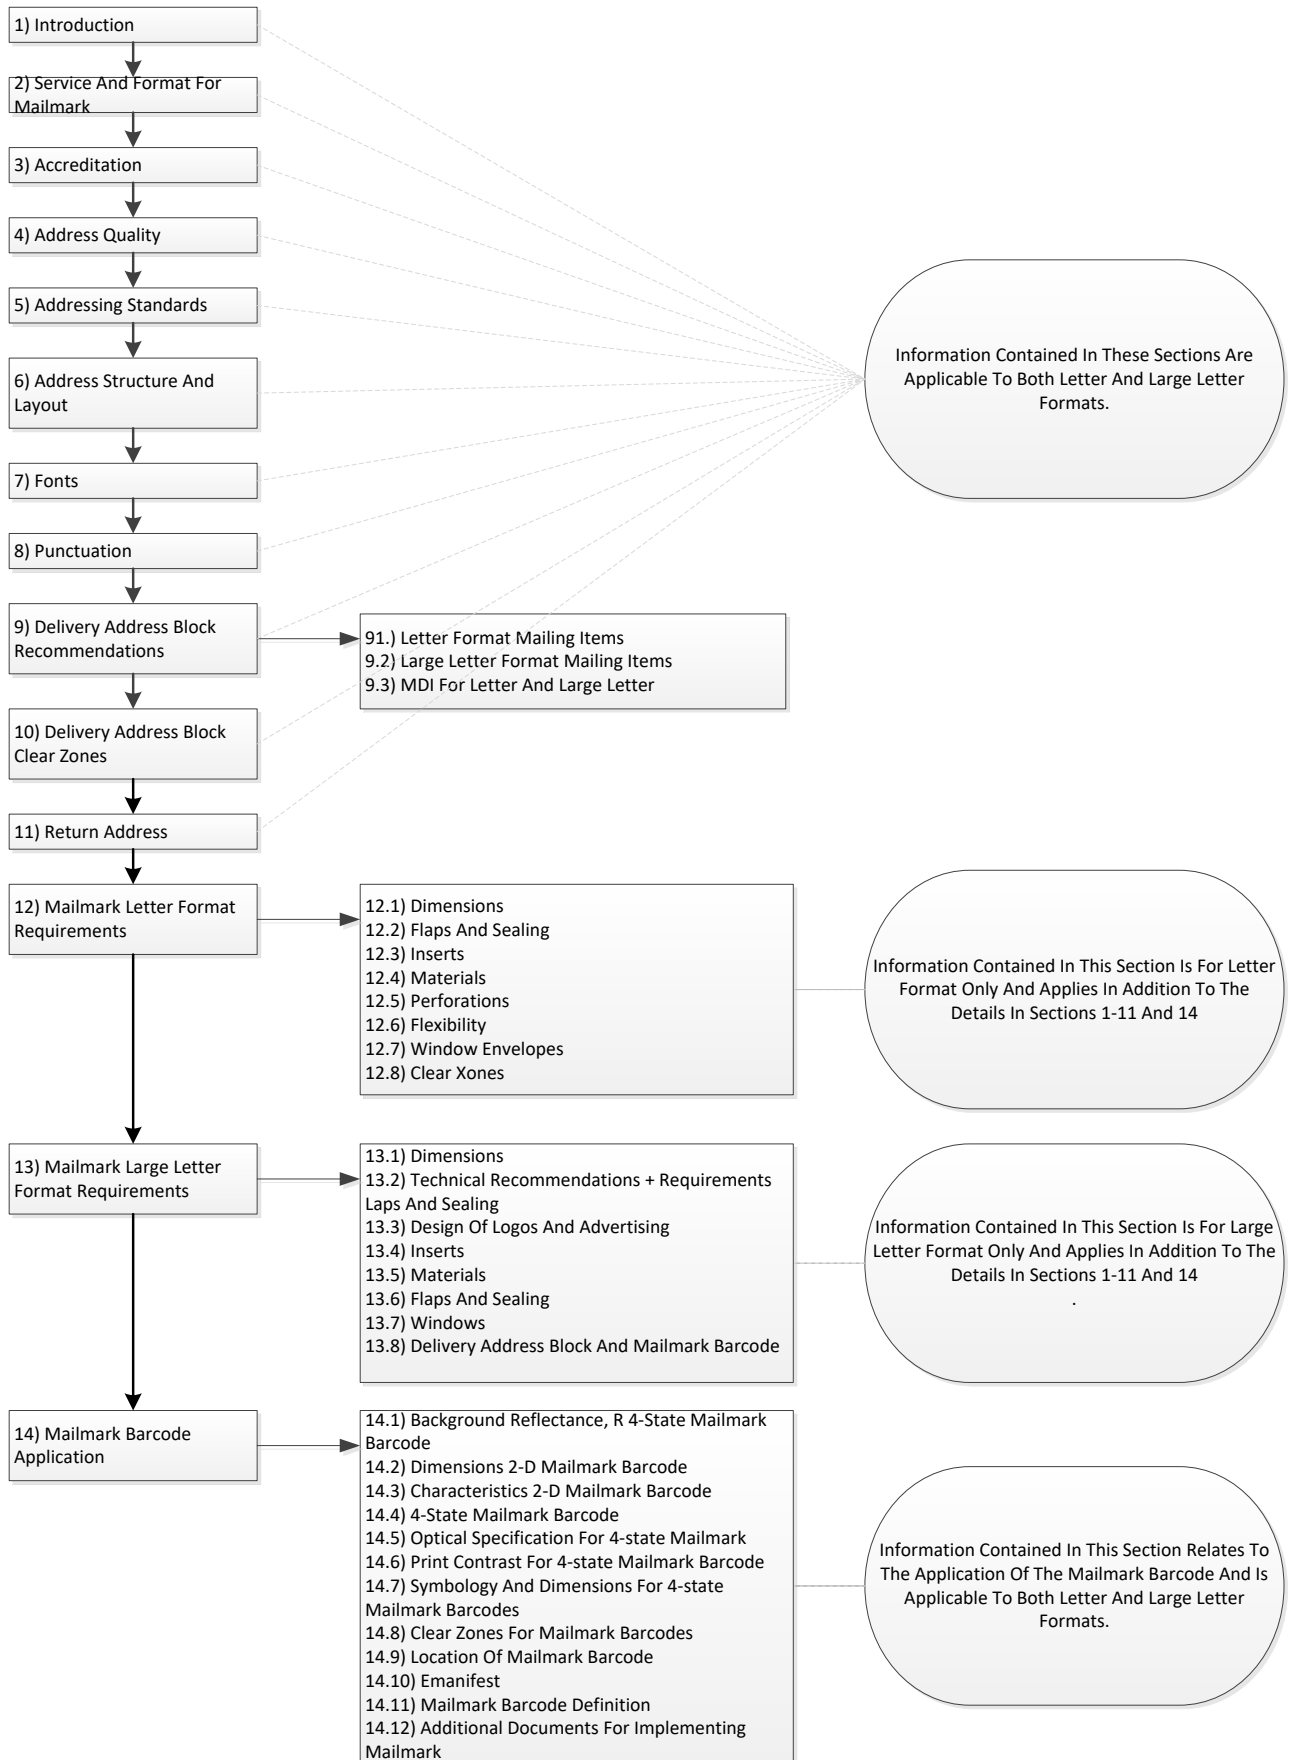 1) Introduction
2) Service And Format For
Mailmark
3) Accreditation
4) Address Quality
5) Addressing Standards
6) Address Structure And
Layout
7) Fonts
8) Punctuation
9) Delivery Address Block
Recommendations
10) Delivery Address Block
Clear Zones
11) Return Address
Information Contained In These Sections Are
Applicable To Both Letter And Large Letter
Formats.
91.) Letter Format Mailing Items
9.2) Large Letter Format Mailing Items
9.3) MDI For Letter And Large Letter
12) Mailmark Letter Format
Requirements
12.1) Dimensions
12.2) Flaps And Sealing
12.3) Inserts
12.4) Materials
12.5) Perforations
12.6) Flexibility
12.7) Window Envelopes
12.8) Clear Xones
Information Contained In This Section Is For Letter
Format Only And Applies In Addition To The
Details In Sections 1-11 And 14
13) Mailmark Large Letter
Format Requirements
13.1) Dimensions
13.2) Technical Recommendations + Requirements
Laps And Sealing
13.3) Design Of Logos And Advertising
13.4) Inserts
13.5) Materials
13.6) Flaps And Sealing
13.7) Windows
13.8) Delivery Address Block And Mailmark Barcode
Information Contained In This Section Is For Large
Letter Format Only And Applies In Addition To The
Details In Sections 1-11 And 14
.
14) Mailmark Barcode
Application
14.1) Background Reflectance, R 4-State Mailmark
Barcode
14.2) Dimensions 2-D Mailmark Barcode
14.3) Characteristics 2-D Mailmark Barcode
14.4) 4-State Mailmark Barcode
14.5) Optical Specification For 4-state Mailmark
14.6) Print Contrast For 4-state Mailmark Barcode
14.7) Symbology And Dimensions For 4-state
Mailmark Barcodes
14.8) Clear Zones For Mailmark Barcodes
14.9) Location Of Mailmark Barcode
14.10) Emanifest
14.11) Mailmark Barcode Definition
14.12) Additional Documents For Implementing
Mailmark
Information Contained In This Section Relates To
The Application Of The Mailmark Barcode And Is
Applicable To Both Letter And Large Letter
Formats.